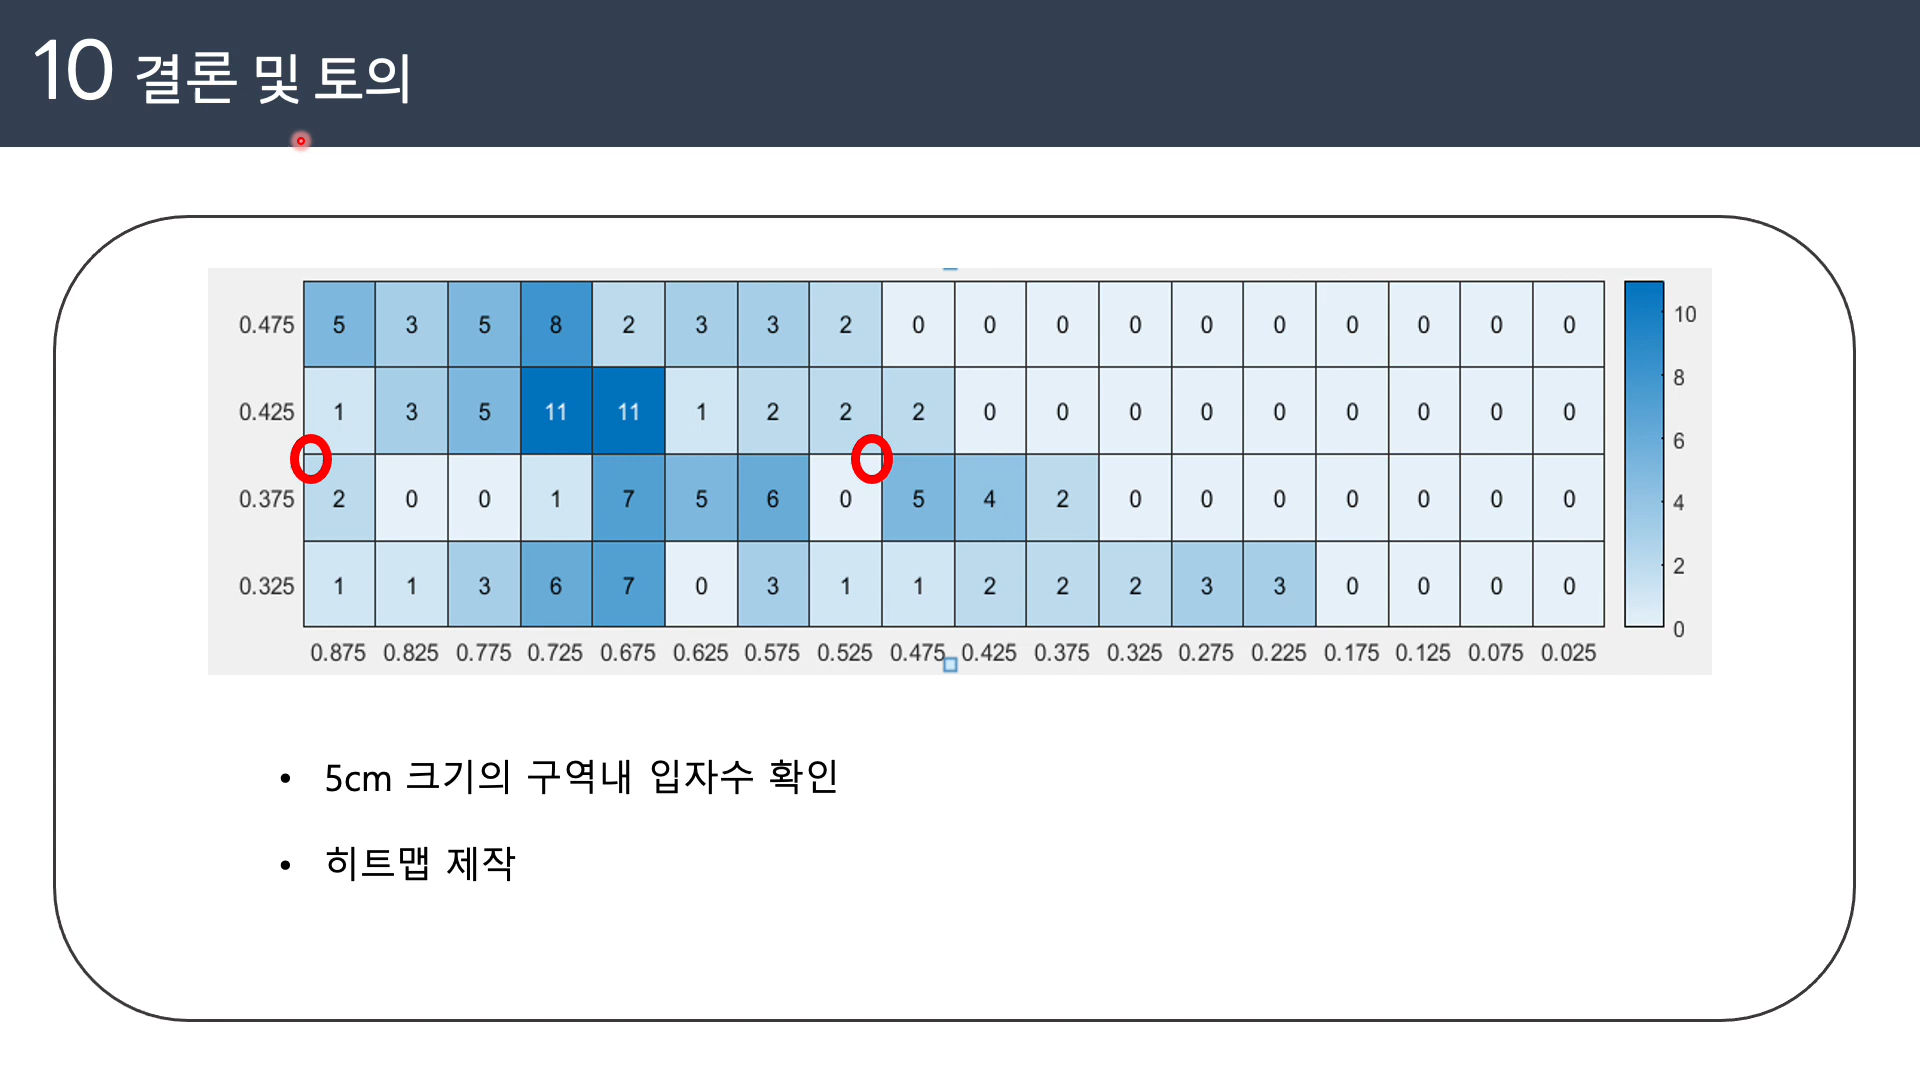 10 결론 및 토의
0.475 5 3 5 8 2 3 3 2 0 0 0 0 0 0 0 0 0 0
0.425 1 3 5 11 11 1 2 2 2 0 0 0 0 0 0 0 0 0
0.375 2 0 0 1 7 5 6 0 5 4 2 0 0 0 0 0 0 0
0.325 1 1 3 6 7 0 3 1 1 2 2 2 3 3 0 0 0 0
0.875 0.825 0.775 0.725 0.675 0.625 0.575 0.525 0.475 0.425 0.375 0.325 0.275 0.225 0.175 0.125 0.075 0.025
10
8
6
4
2
0
• 5cm 크기의 구역내 입자수 확인
• 히트맵 제작